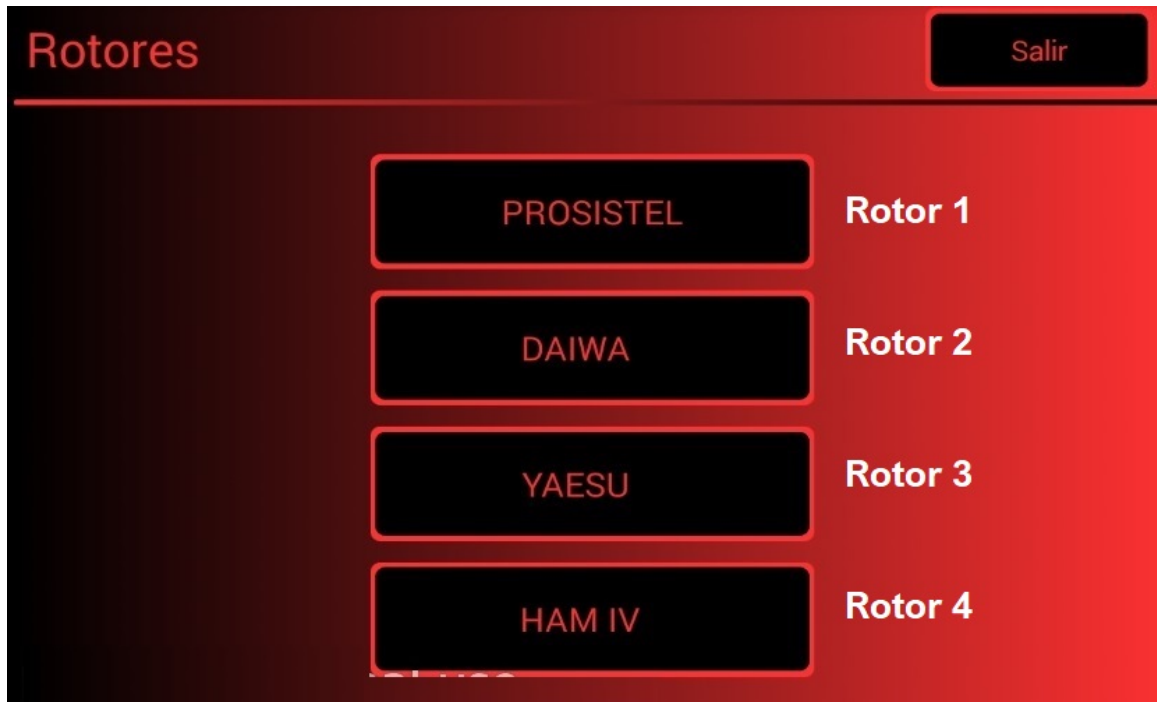 Rotores Salir
PROSISTEL Rotor 1
DAIWA Rotor 2
YAESU Rotor 3
HAM IV Rotor 4